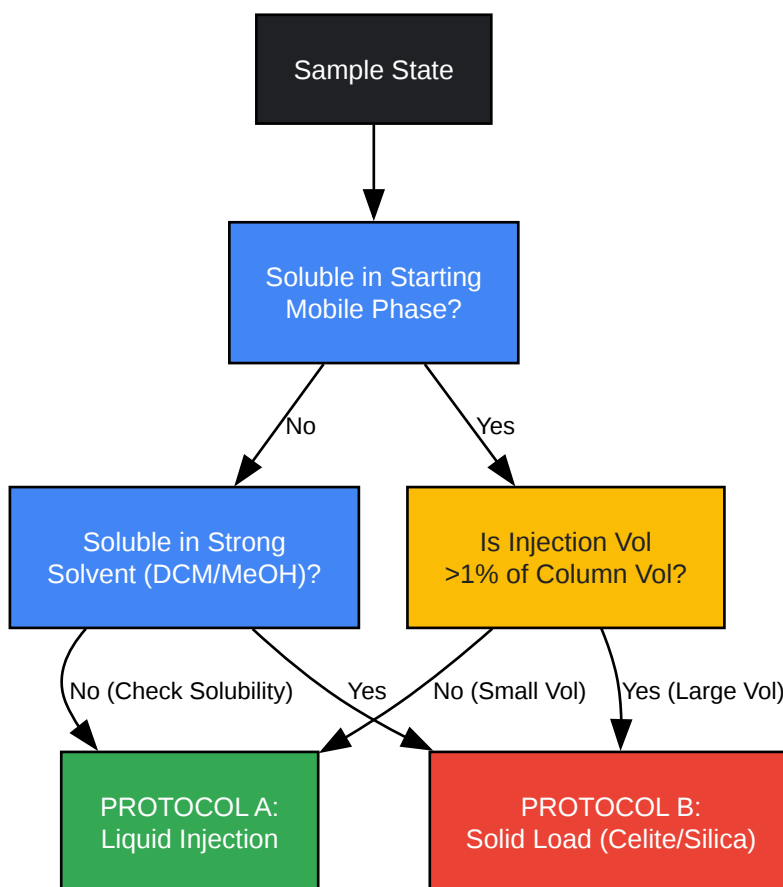 Sample State
Soluble in Starting
Mobile Phase?
No
Yes
Soluble in Strong
Solvent (DCM/MeOH)?
Is Injection Vol
>1% of Column Vol?
No (Check Solubility)
Yes
No (Small Vol)
Yes (Large Vol)
PROTOCOL A:
Liquid Injection
PROTOCOL B:
Solid Load (Celite/Silica)